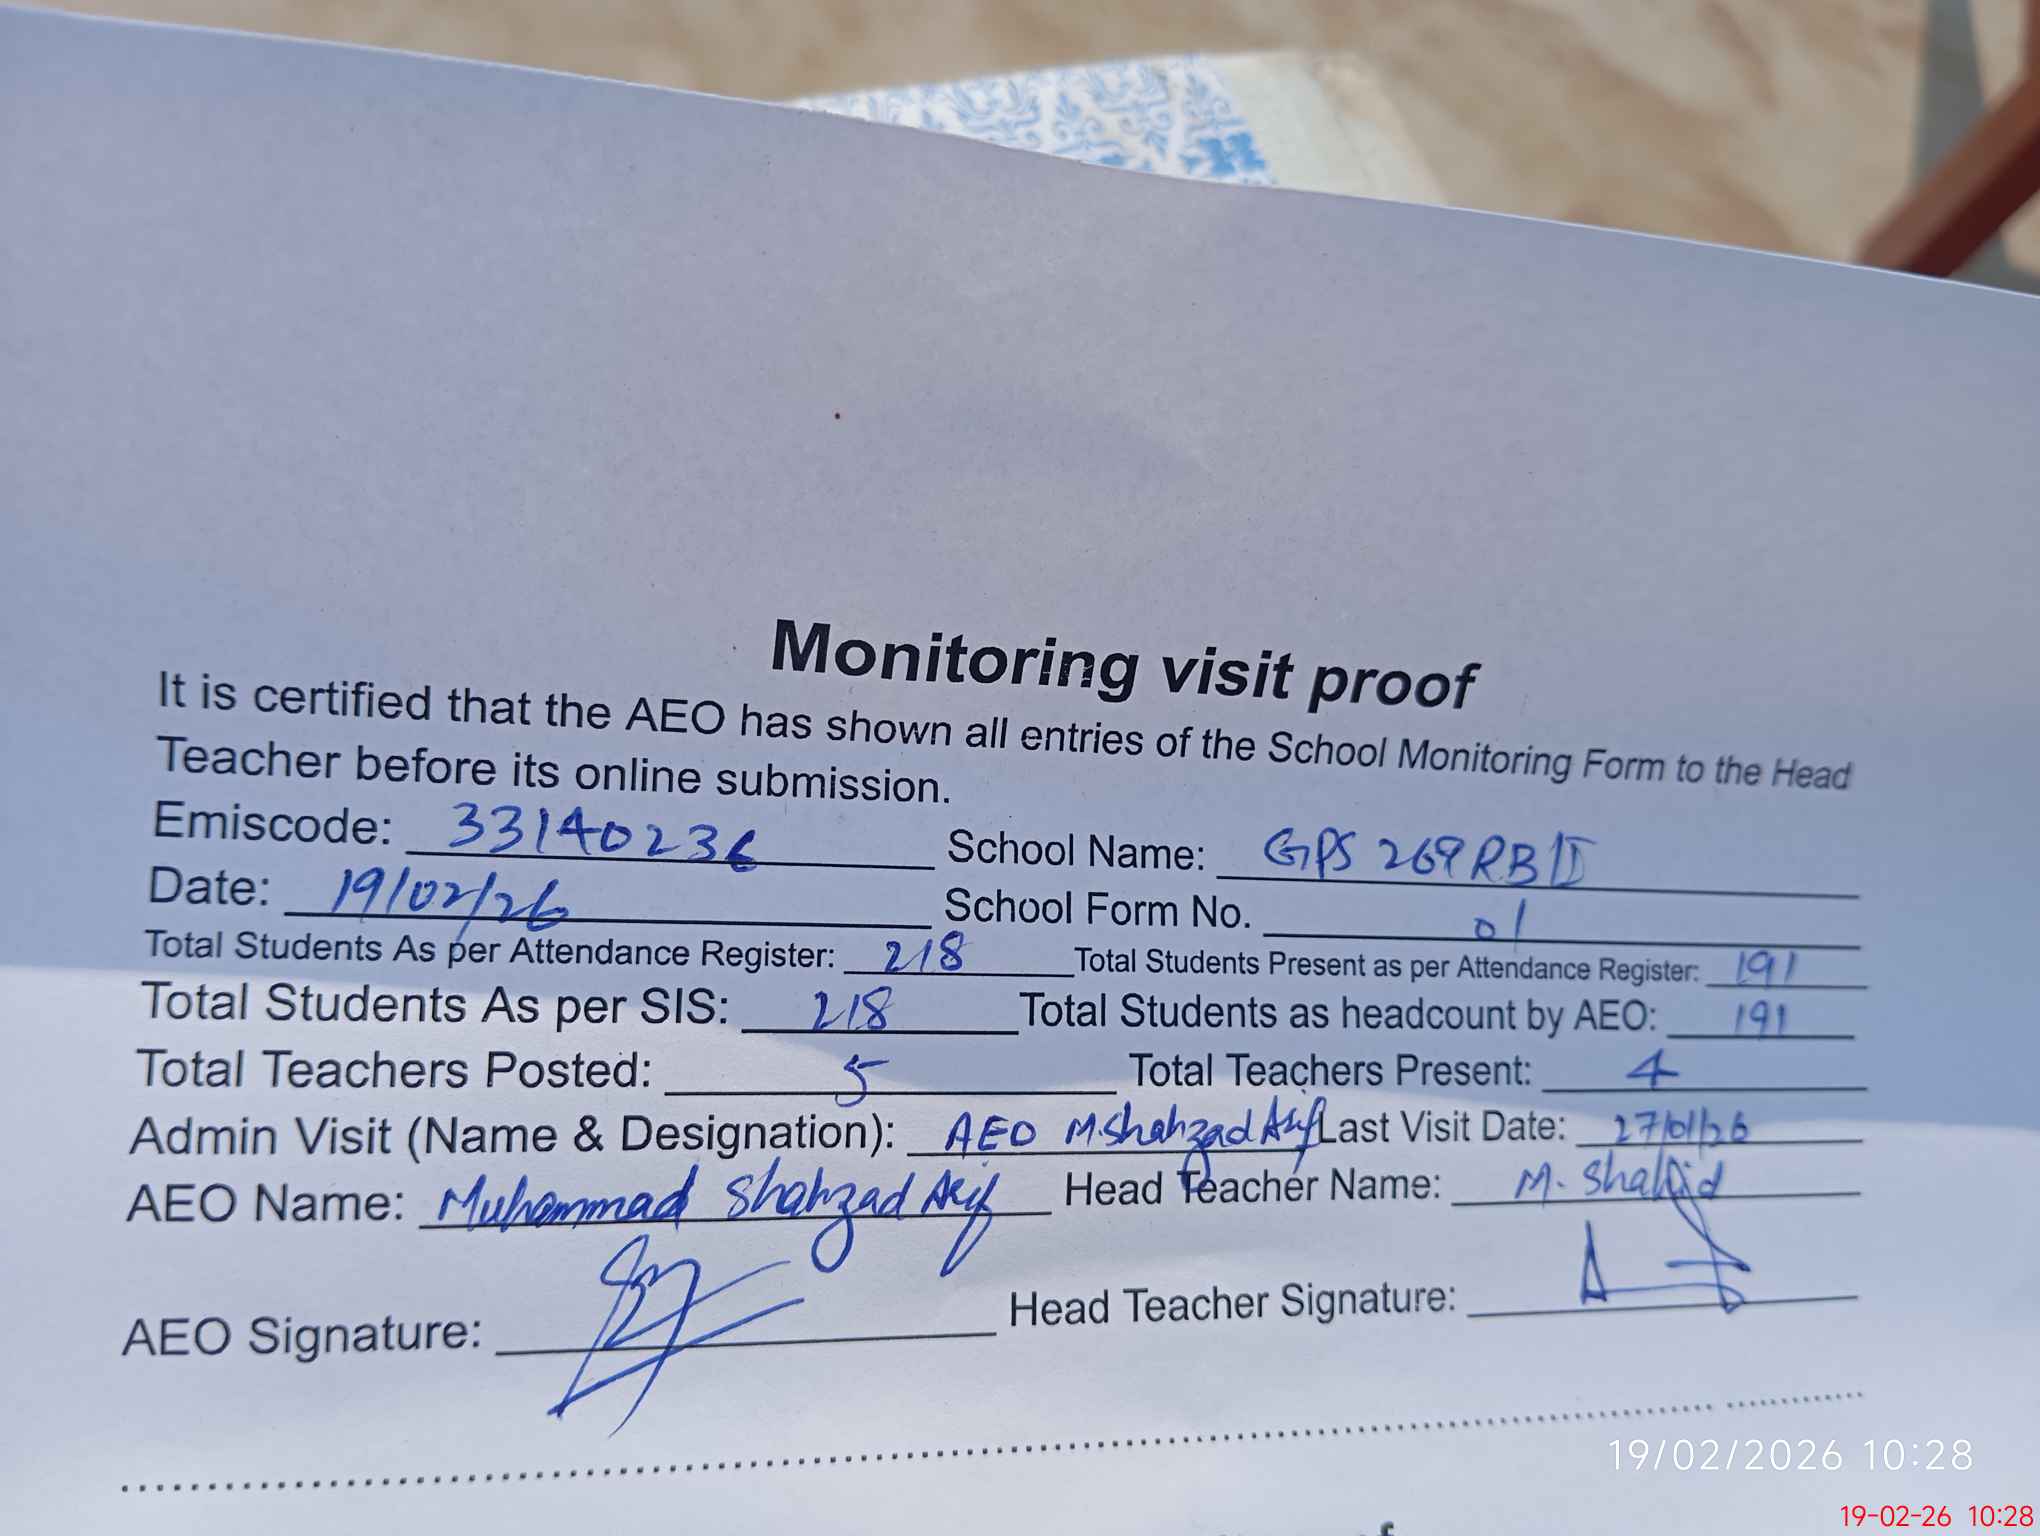 Monitoring visit proof
It is certified that the AEO has shown all entries of the School Monitoring Form to the Head
Teacher before its online submission.
Emiscode: 33140236 School Name: GPS 269 RB II
Date: 19/02/26 School Form No. 01
Total Students As per Attendance Register: 218 Total Students Present as per Attendance Register: 191
Total Students As per SIS: 218 Total Students as headcount by AEO: 191
Total Teachers Posted: 5 Total Teachers Present: 4
Admin Visit (Name & Designation): AEO M.Shahzad Asif Last Visit Date: 27/01/26
AEO Name: Muhammad Shahzad Asif Head Teacher Name: M. Shahid
AEO Signature: Head Teacher Signature:
19/02/2026 10:28
19-02-26 10:28